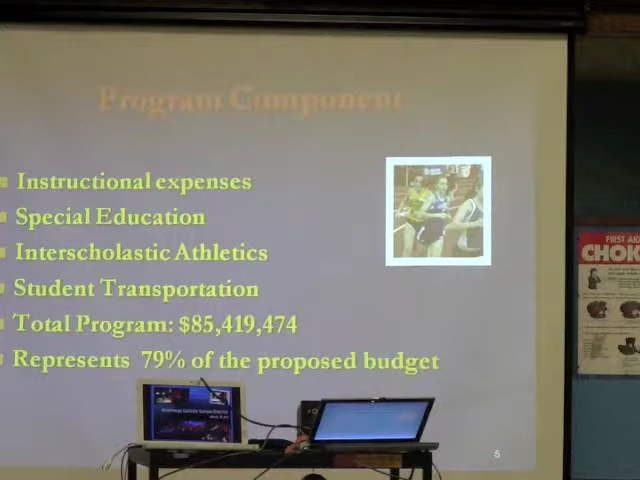 Program Component
Instructional expenses
Special Education
Interscholastic Athletics
Student Transportation
Total Program: $85,419,474
Represents 79% of the proposed budget
5
FIRST AID
CHOK